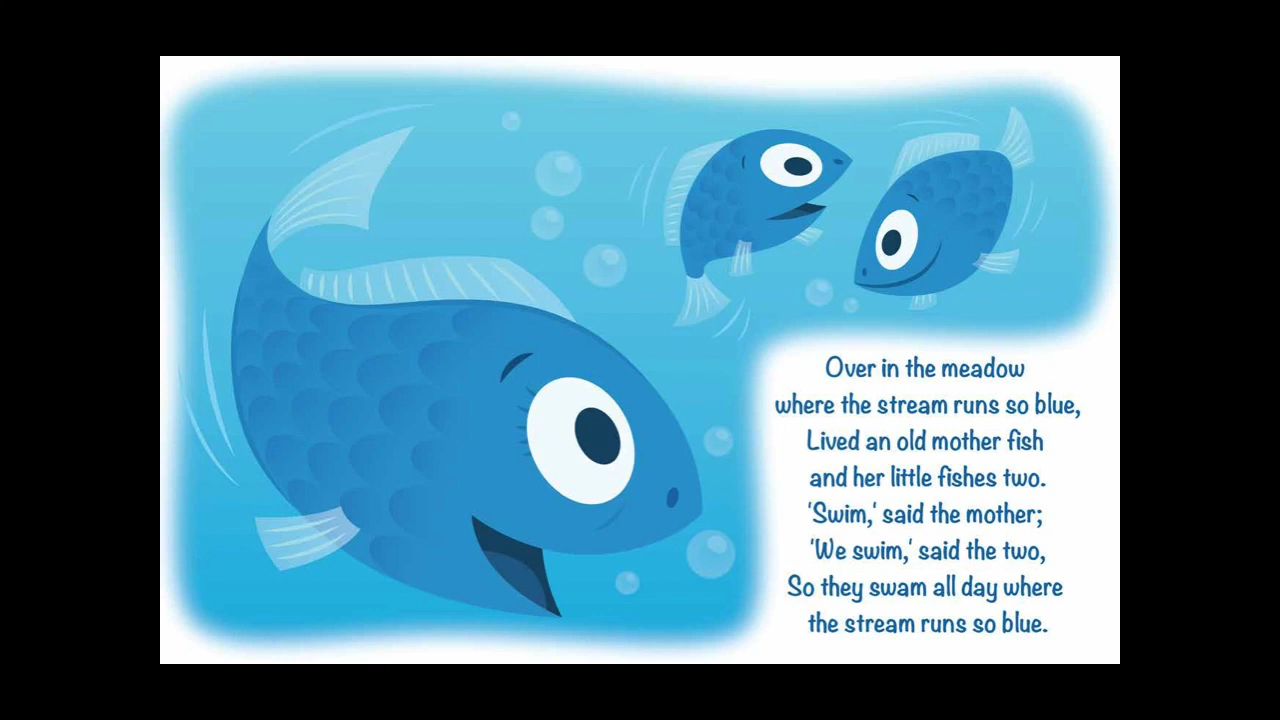 Over in the meadow
where the stream runs so blue,
Lived an old mother fish
and her little fishes two.
'Swim,' said the mother;
'We swim,' said the two,
So they swam all day where
the stream runs so blue.